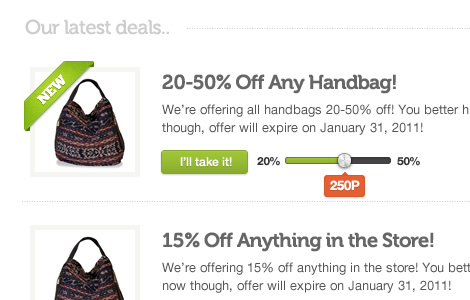 Our latest deals..
NEW
20-50% Off Any Handbag!
We're offering all handbags 20-50% off! You better h
though, offer will expire on January 31, 2011!
I'll take it! 20% 50%
250P
15% Off Anything in the Store!
We're offering 15% off anything in the store! You bett
now though, offer will expire on January 31, 2011!